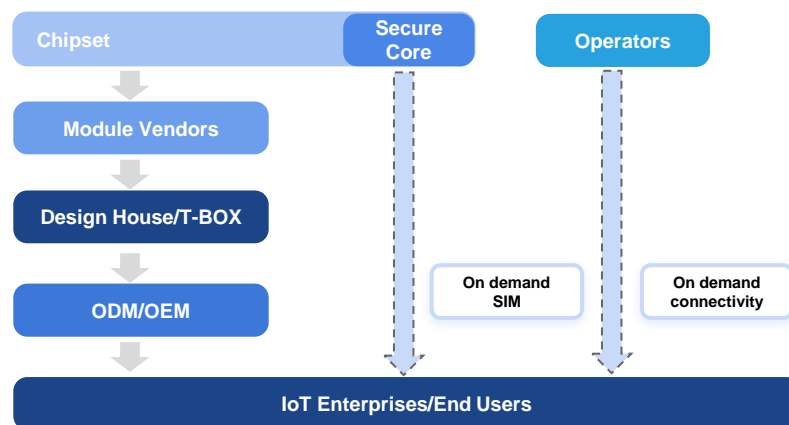 Chipset
Secure
Core
Operators
Module Vendors
Design House/T-BOX
On demand
SIM
On demand
connectivity
ODM/OEM
IoT Enterprises/End Users